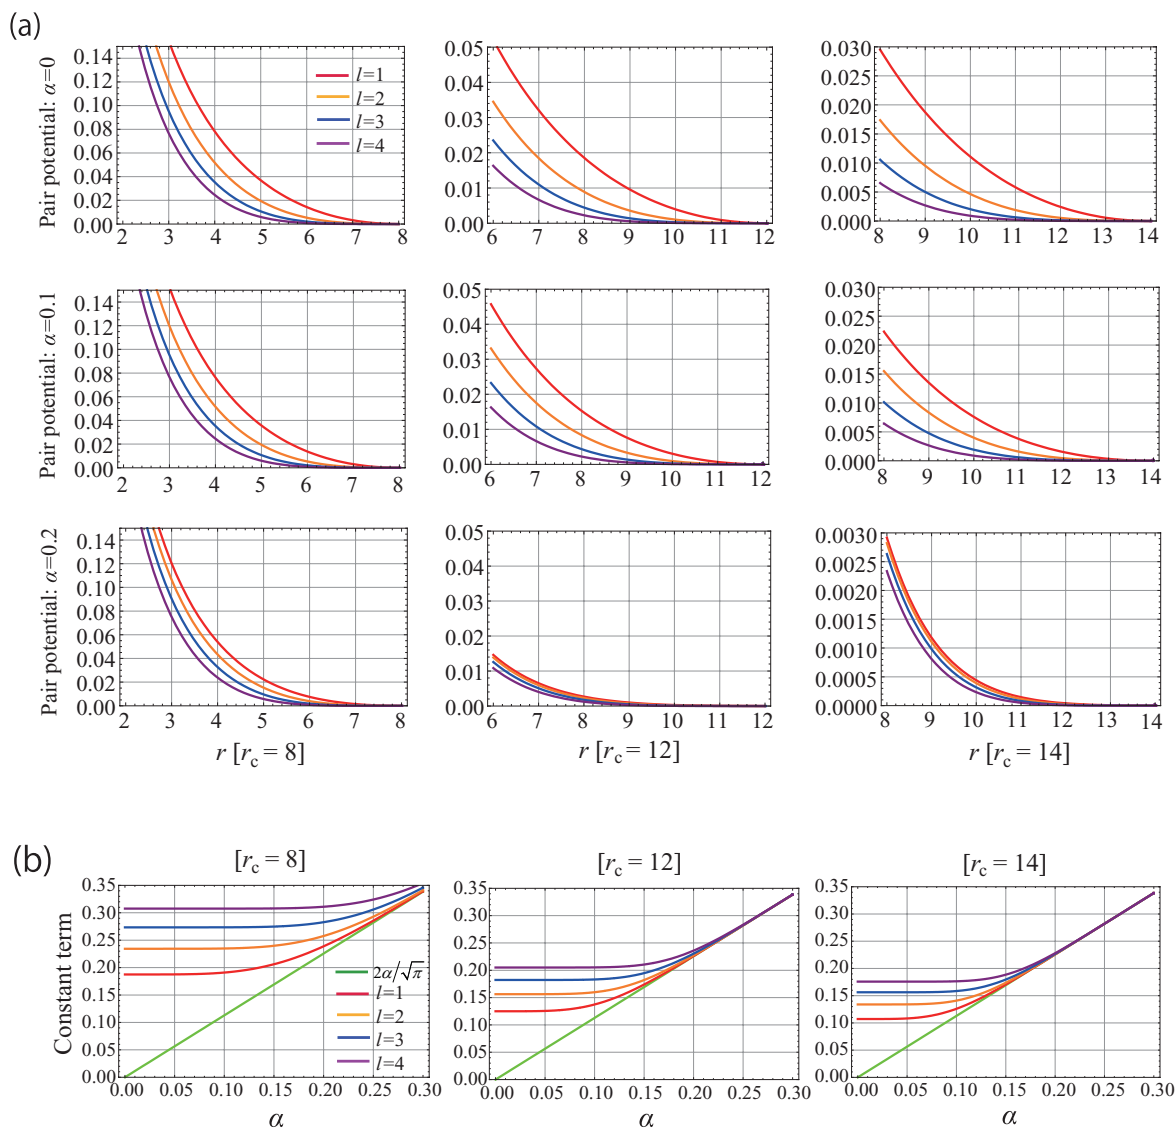 (a)
Pair potential: α=0
0.14
0.12
0.10
0.08
0.06
0.04
0.02
0.00
2 3 4 5 6 7 8
l=1
l=2
l=3
l=4
0.05
0.04
0.03
0.02
0.01
0.00
6 7 8 9 10 11 12
0.030
0.025
0.020
0.015
0.010
0.005
0.000
8 9 10 11 12 13 14
Pair potential: α=0.1
0.14
0.12
0.10
0.08
0.06
0.04
0.02
0.00
2 3 4 5 6 7 8
0.05
0.04
0.03
0.02
0.01
0.00
6 7 8 9 10 11 12
0.030
0.025
0.020
0.015
0.010
0.005
0.000
8 9 10 11 12 13 14
Pair potential: α=0.2
0.14
0.12
0.10
0.08
0.06
0.04
0.02
0.00
2 3 4 5 6 7 8
r [rc = 8]
0.05
0.04
0.03
0.02
0.01
0.00
6 7 8 9 10 11 12
r [rc = 12]
0.0030
0.0025
0.0020
0.0015
0.0010
0.0005
0.0000
8 9 10 11 12 13 14
r [rc = 14]
(b)
[rc = 8]
Constant term
0.35
0.30
0.25
0.20
0.15
0.10
0.05
0.00
0.00 0.05 0.10 0.15 0.20 0.25 0.30
α
2α/√π
l=1
l=2
l=3
l=4
[rc = 12]
0.35
0.30
0.25
0.20
0.15
0.10
0.05
0.00
0.00 0.05 0.10 0.15 0.20 0.25 0.30
α
[rc = 14]
0.35
0.30
0.25
0.20
0.15
0.10
0.05
0.00
0.00 0.05 0.10 0.15 0.20 0.25 0.30
α